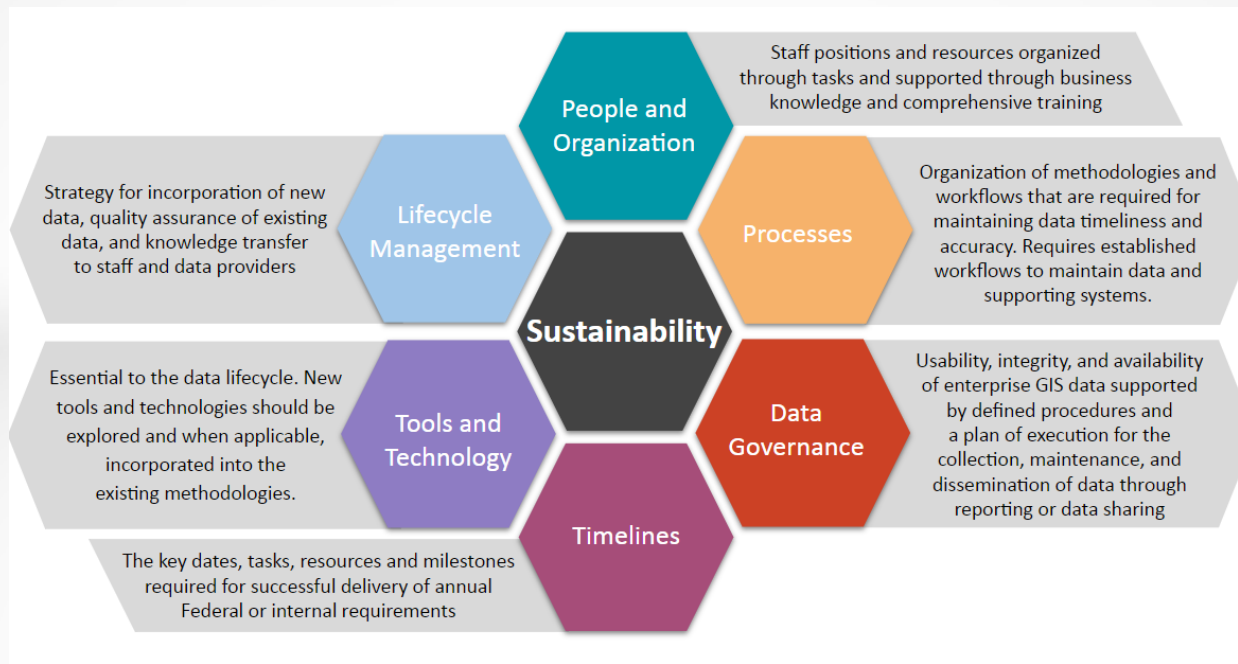 People and
Organization
Staff positions and resources organized
through tasks and supported through business
knowledge and comprehensive training
Processes
Organization of methodologies and
workflows that are required for
maintaining data timeliness and
accuracy. Requires established
workflows to maintain data and
supporting systems.
Data
Governance
Usability, integrity, and availability
of enterprise GIS data supported
by defined procedures and
a plan of execution for the
collection, maintenance, and
dissemination of data through
reporting or data sharing
Timelines
The key dates, tasks, resources and milestones
required for successful delivery of annual
Federal or internal requirements
Tools and
Technology
Essential to the data lifecycle. New
tools and technologies should be
explored and when applicable,
incorporated into the
existing methodologies.
Lifecycle
Management
Strategy for incorporation of new
data, quality assurance of existing
data, and knowledge transfer
to staff and data providers
Sustainability